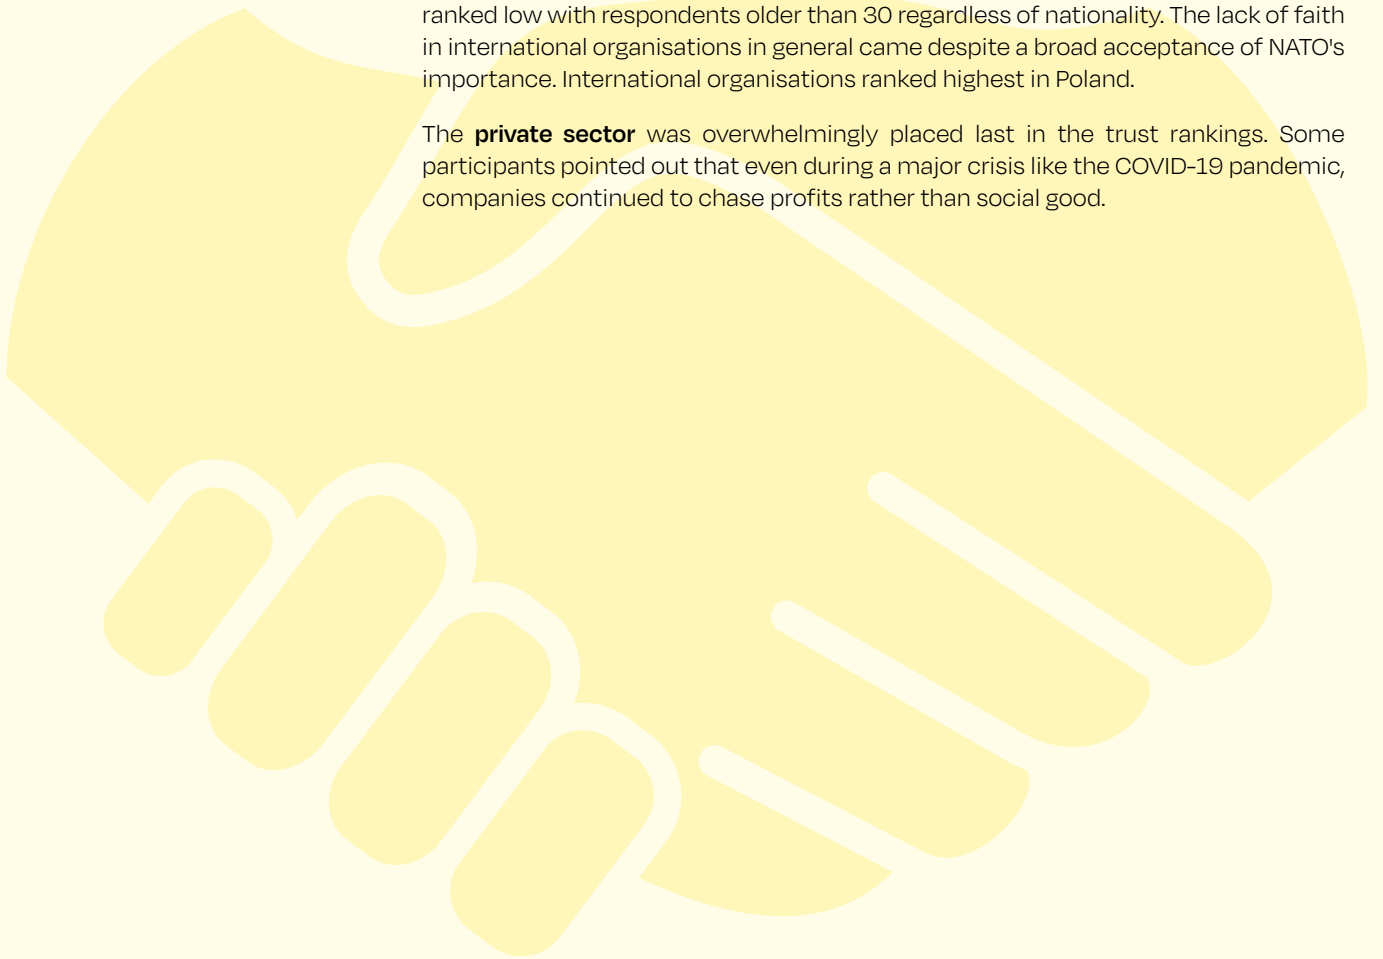 ranked low with respondents older than 30 regardless of nationality. The lack of faith
in international organisations in general came despite a broad acceptance of NATO's
importance. International organisations ranked highest in Poland.
The private sector was overwhelmingly placed last in the trust rankings. Some
participants pointed out that even during a major crisis like the COVID-19 pandemic,
companies continued to chase profits rather than social good.